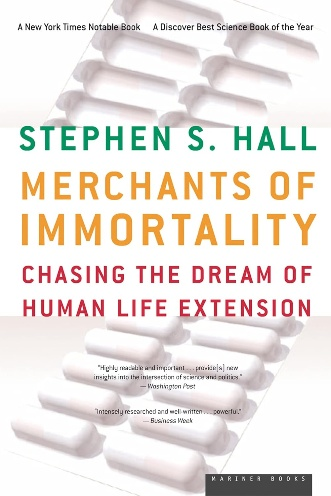 A New York Times Notable Book    A Discover Best Science Book of the Year
STEPHEN S. HALL
MERCHANTS OF
IMMORTALITY
CHASING THE DREAM OF
HUMAN LIFE EXTENSION
"Highly readable and important . . . provide[s] new
insights into the intersection of science and politics."
— Washington Post
"Intensely researched and well written . . . powerful."
— Business Week
MARINER BOOKS